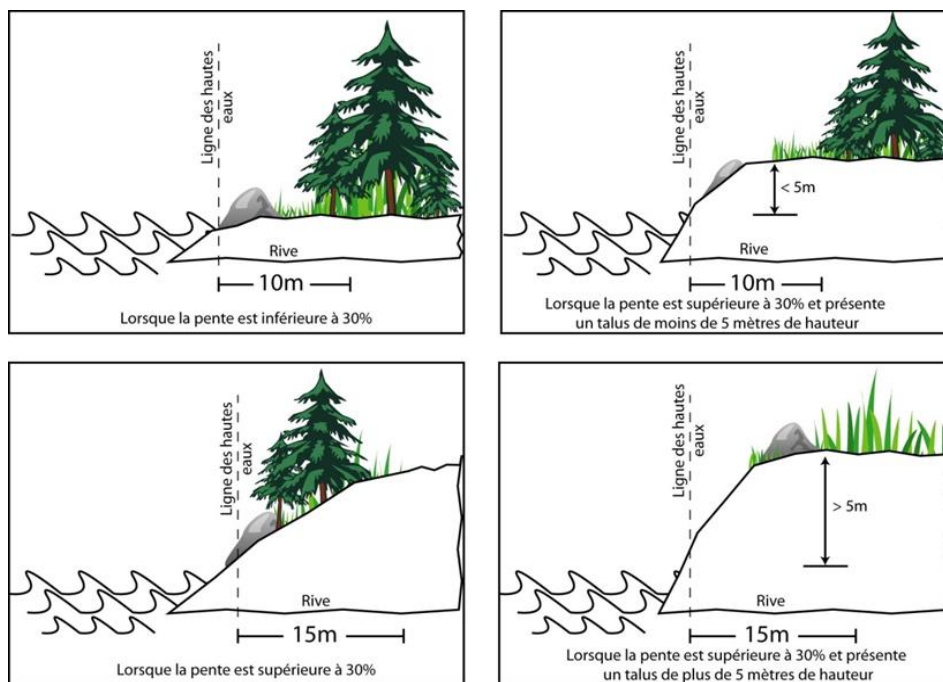 Ligne des hautes
eaux
Rive
10m
Lorsque la pente est inférieure à 30%
Ligne des hautes
eaux
< 5m
Rive
10m
Lorsque la pente est supérieure à 30% et présente
un talus de moins de 5 mètres de hauteur
Ligne des hautes
eaux
Rive
15m
Lorsque la pente est supérieure à 30%
Ligne des hautes
eaux
> 5m
Rive
15m
Lorsque la pente est supérieure à 30% et présente
un talus de plus de 5 mètres de hauteur